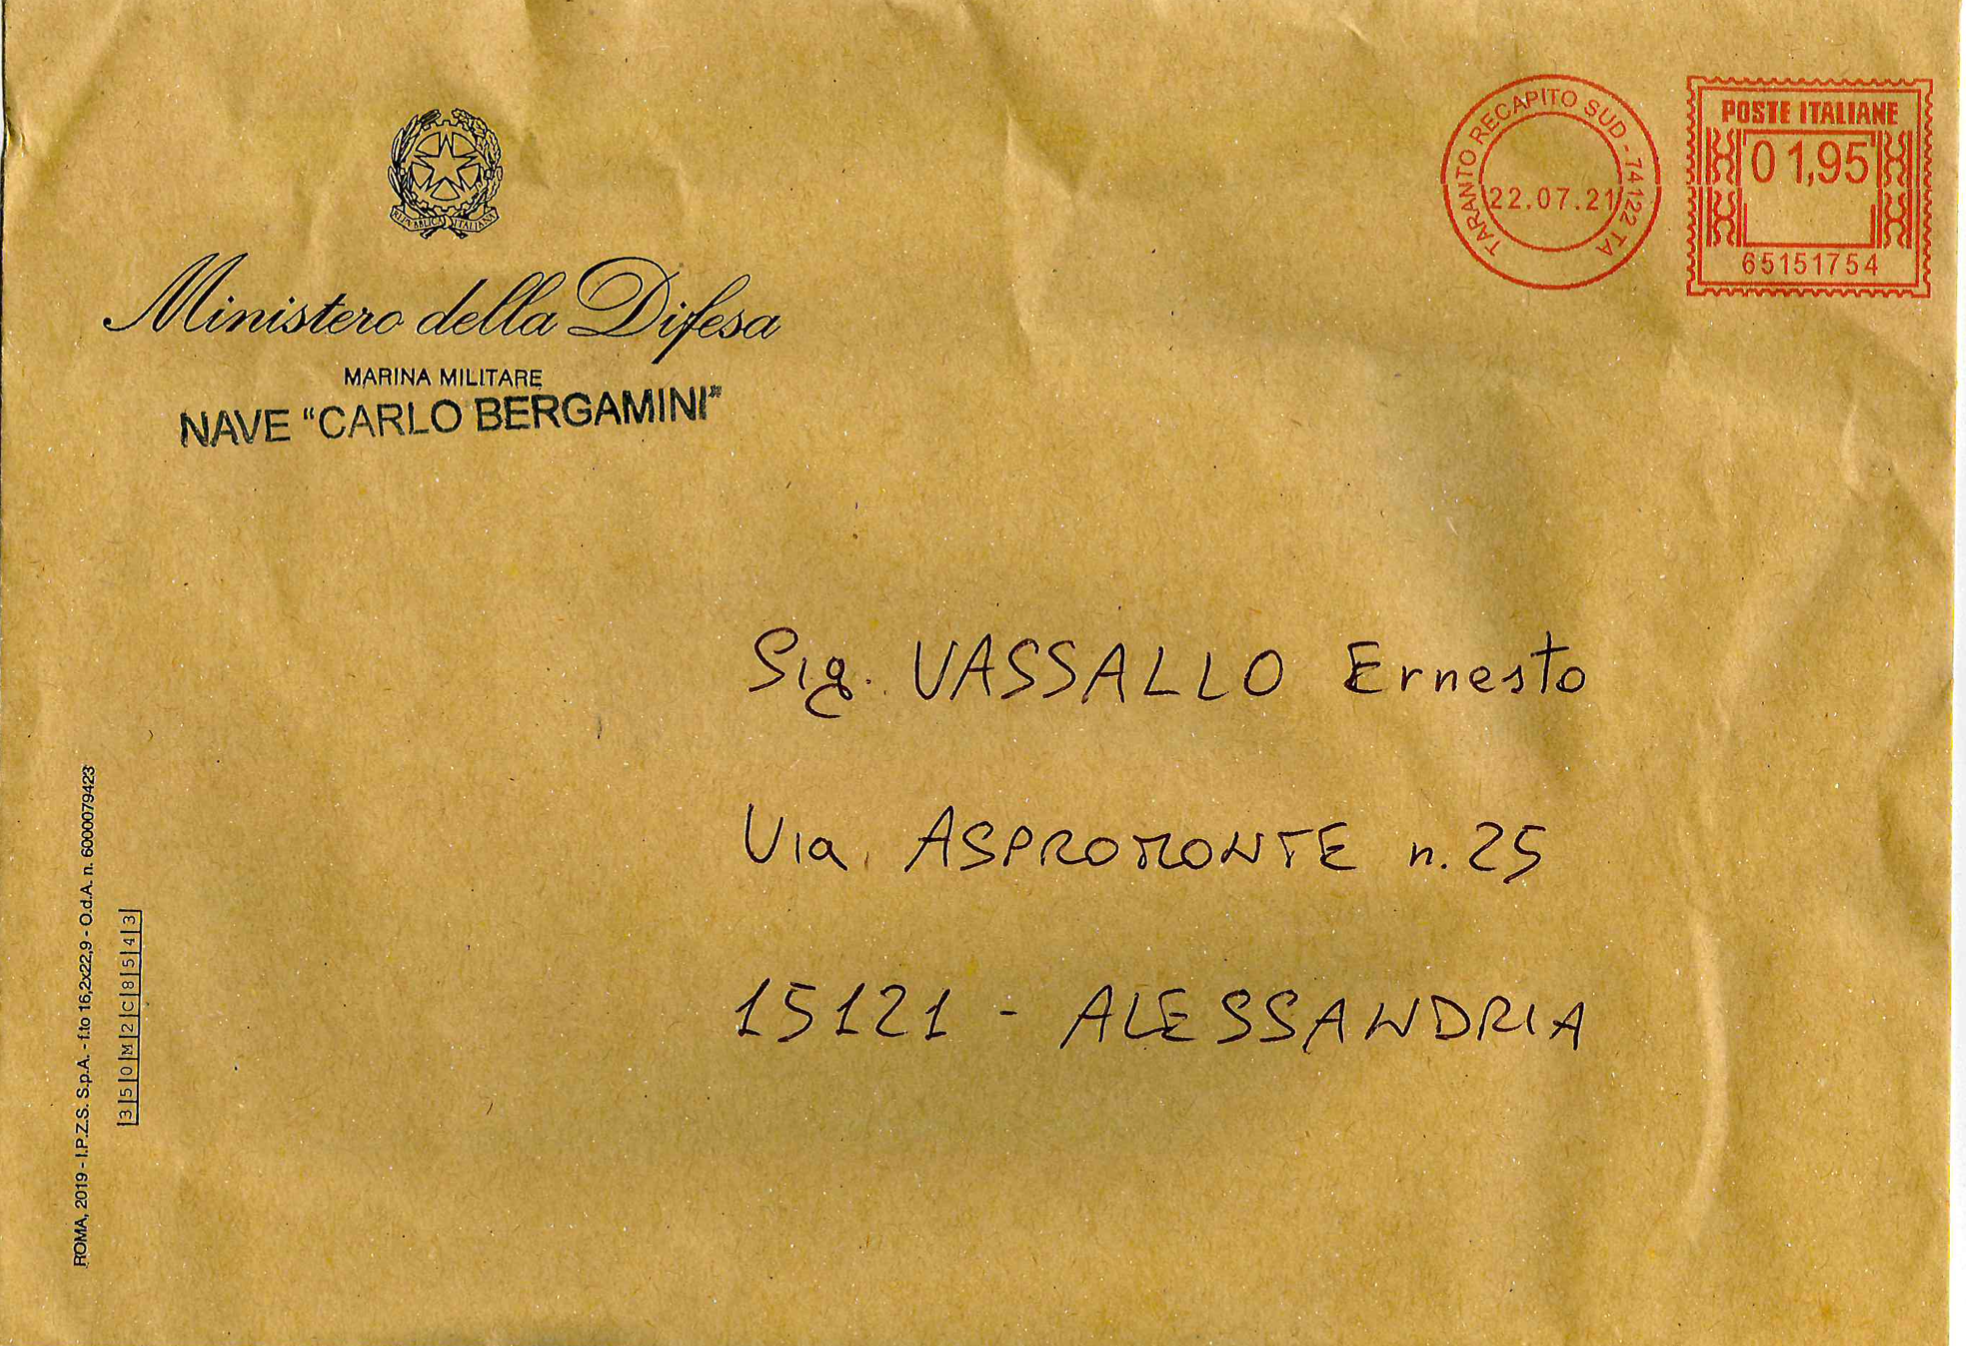 REPVBBLICA ITALIANA
Ministero della Difesa
MARINA MILITARE
NAVE "CARLO BERGAMINI"
TARANTO RECAPITO SUD - 74122 TA
22.07.21
POSTE ITALIANE
01,95
65151754
Sig. VASSALLO Ernesto
Via ASPROMONTE n. 25
15121 - ALESSANDRIA
ROMA, 2019 - I.P.Z.S. S.p.A. - f.to 16,2x22,9 - O.d.A. n. 6000079423
350M2C8543